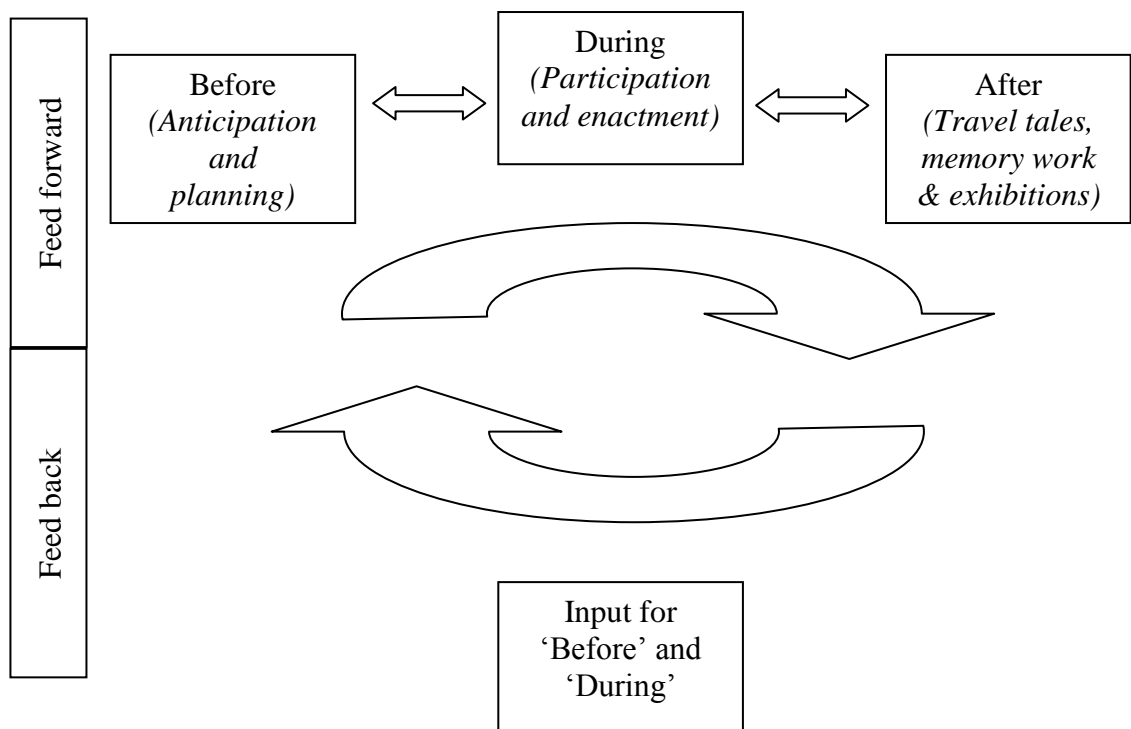 Feed forward
Before
(Anticipation
and
planning)
During
(Participation
and enactment)
After
(Travel tales,
memory work
& exhibitions)
Feed back
Input for
‘Before’ and
‘During’